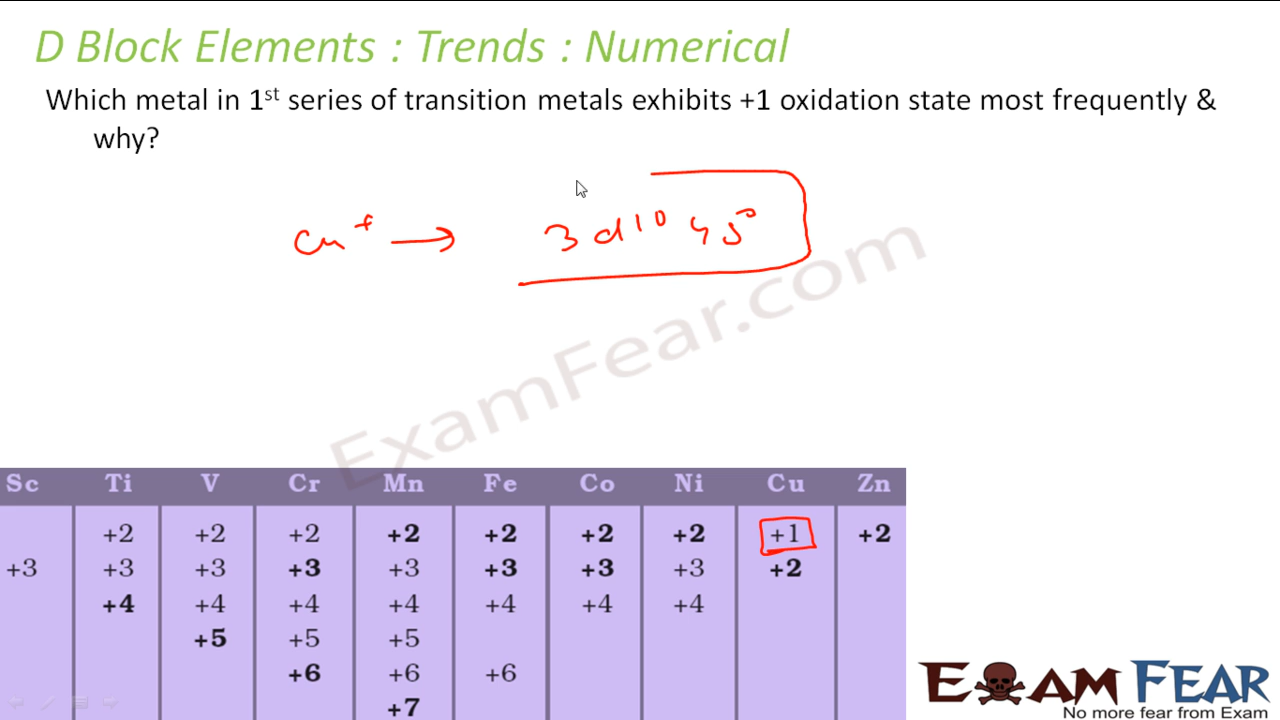 D Block Elements : Trends : Numerical
Which metal in 1st series of transition metals exhibits +1 oxidation state most frequently &
why?
Cu+ → 3d10 4s0
ExamFear.com
Sc Ti V Cr Mn Fe Co Ni Cu Zn
+2 +2 +2 +2 +2 +2 +2 +1 +2
+3 +3 +3 +3 +3 +3 +3 +3 +2
+4 +4 +4 +4 +4 +4 +4
+5 +5 +5
+6 +6 +6
+7
EXAM FEAR
No more fear from Exam